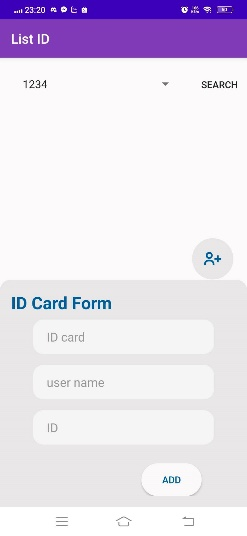 23:20
List ID
1234 SEARCH
ID Card Form
ID card
user name
ID
ADD